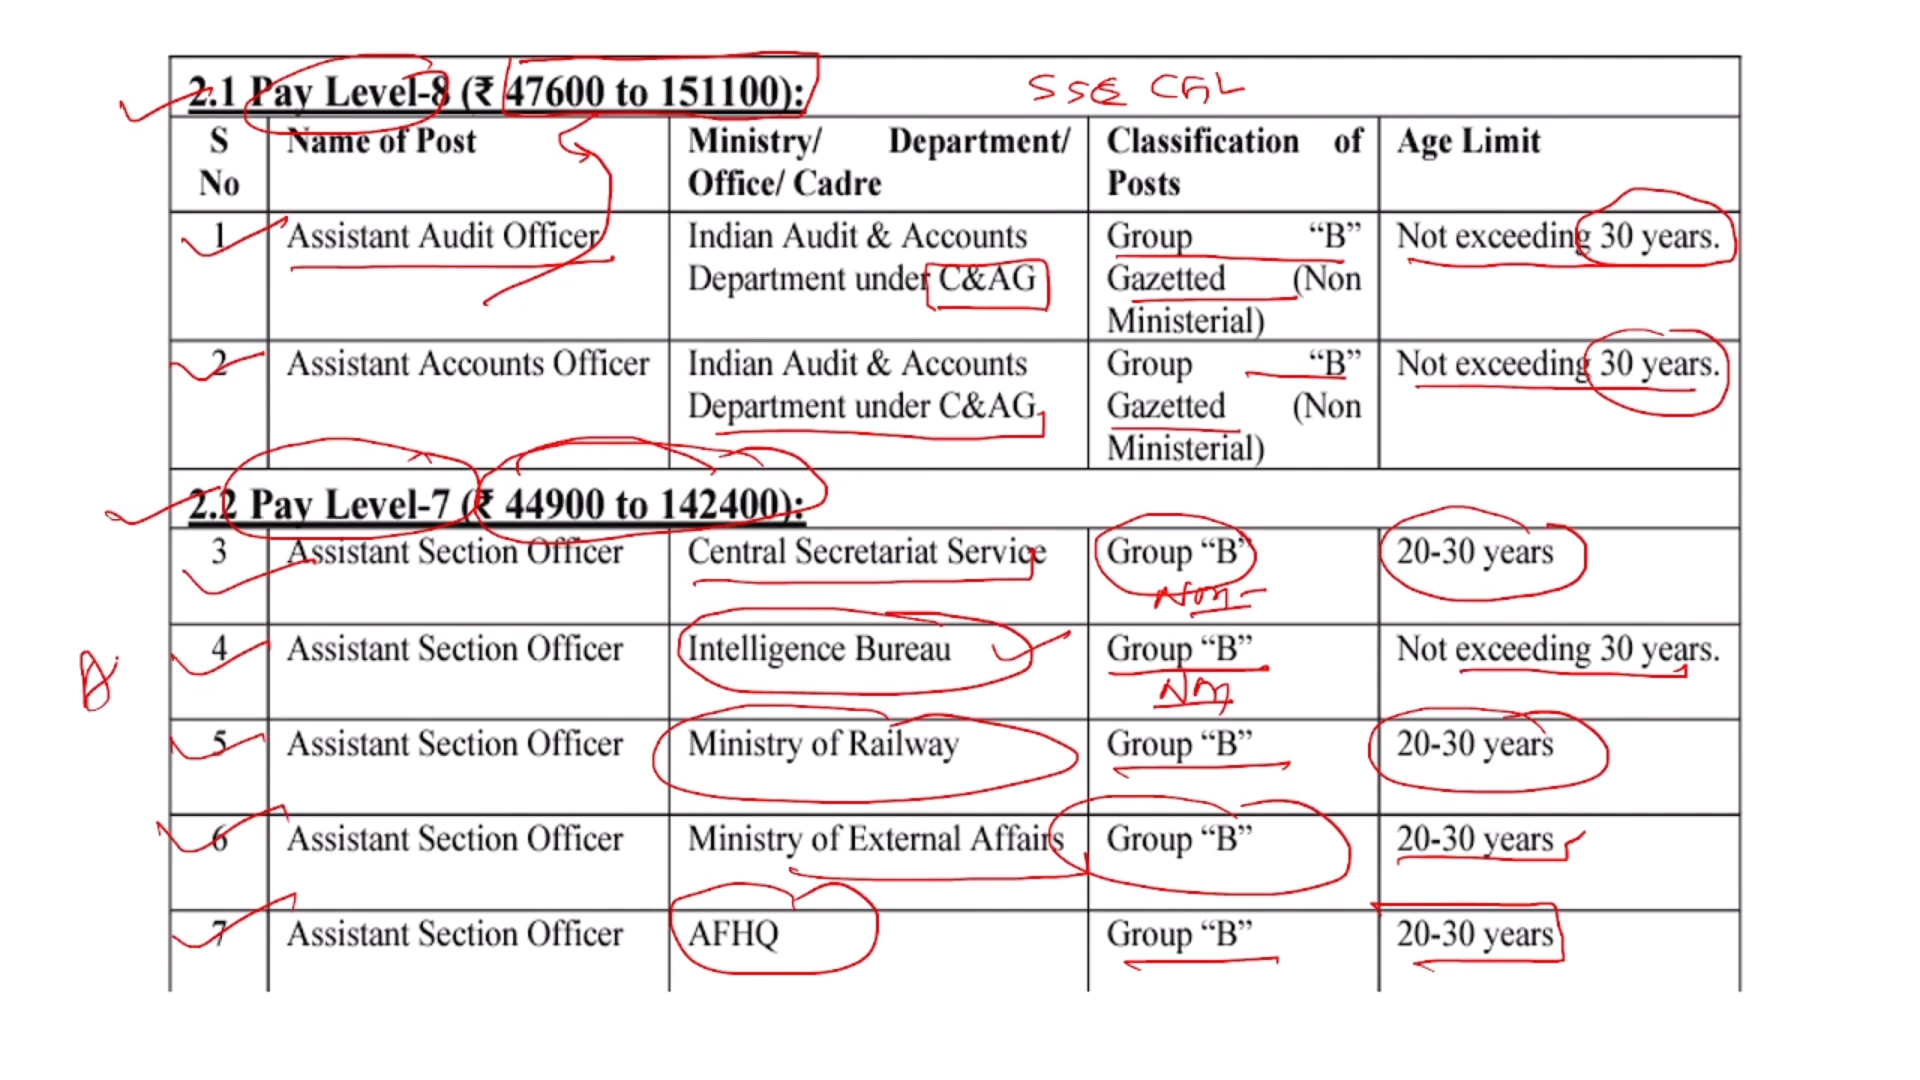 2.1 Pay Level-8 (₹ 47600 to 151100):
SSC CGL
S No | Name of Post | Ministry/ Department/ Office/ Cadre | Classification of Posts | Age Limit
1 | Assistant Audit Officer | Indian Audit & Accounts Department under C&AG | Group “B” Gazetted (Non Ministerial) | Not exceeding 30 years.
2 | Assistant Accounts Officer | Indian Audit & Accounts Department under C&AG. | Group “B” Gazetted (Non Ministerial) | Not exceeding 30 years.
2.2 Pay Level-7 (₹ 44900 to 142400):
3 | Assistant Section Officer | Central Secretariat Service | Group “B” | 20-30 years
Non-
4 | Assistant Section Officer | Intelligence Bureau | Group “B” | Not exceeding 30 years.
5 | Assistant Section Officer | Ministry of Railway | Group “B” | 20-30 years
6 | Assistant Section Officer | Ministry of External Affairs | Group “B” | 20-30 years
7 | Assistant Section Officer | AFHQ | Group “B” | 20-30 years